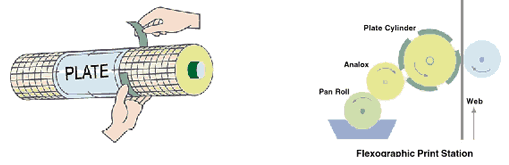 PLATE
Plate Cylinder
Analox
Pan Roll
Web
Flexographic Print Station